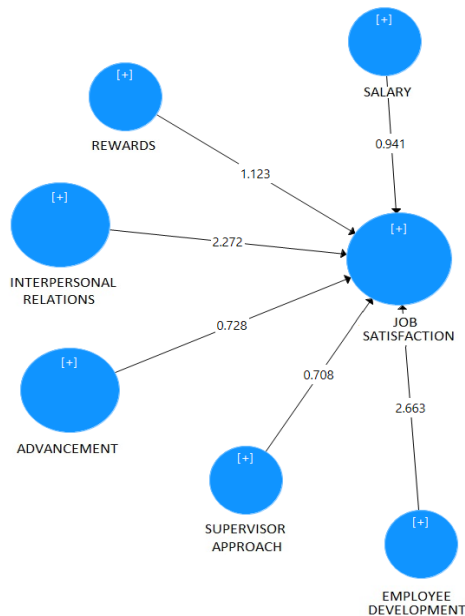 [+]
SALARY
[+]
REWARDS
0.941
1.123
[+]
INTERPERSONAL
RELATIONS
2.272
[+]
JOB
SATISFACTION
0.728
[+]
ADVANCEMENT
0.708
2.663
[+]
SUPERVISOR
APPROACH
[+]
EMPLOYEE
DEVELOPMENT